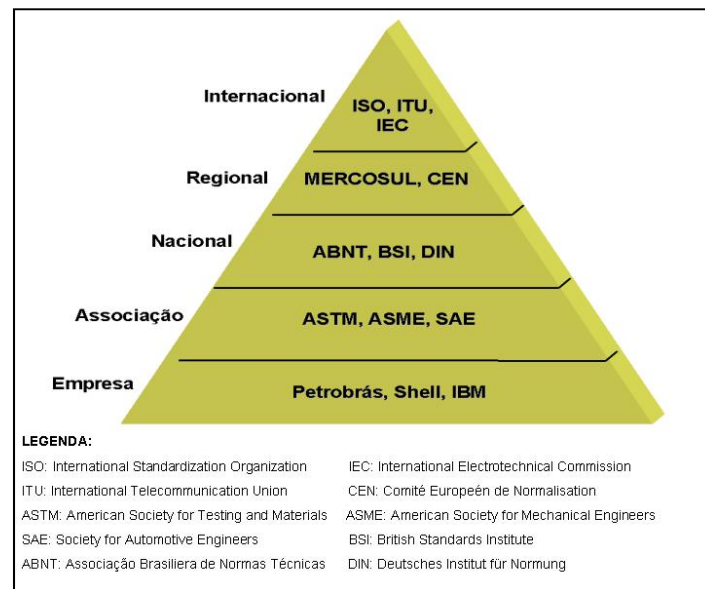 Internacional
ISO, ITU,
IEC
Regional
MERCOSUL, CEN
Nacional
ABNT, BSI, DIN
Associação
ASTM, ASME, SAE
Empresa
Petrobrás, Shell, IBM
LEGENDA:
ISO: International Standardization Organization
IEC: International Electrotechnical Commission
ITU: International Telecommunication Union
CEN: Comité Européen de Normalisation
ASTM: American Society for Testing and Materials
ASME: American Society for Mechanical Engineers
SAE: Society for Automotive Engineers
BSI: British Standards Institute
ABNT: Associação Brasiliera de Normas Técnicas
DIN: Deutsches Institut für Normung